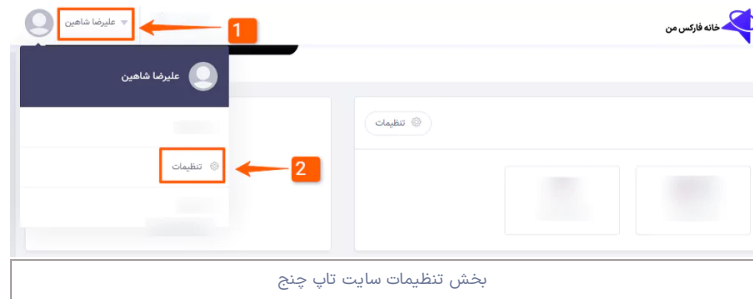 خانه فارکس من
علیرضا شاهین
1
علیرضا شاهین
تنظیمات
تنظیمات
2
بخش تنظیمات سایت تاپ چنج